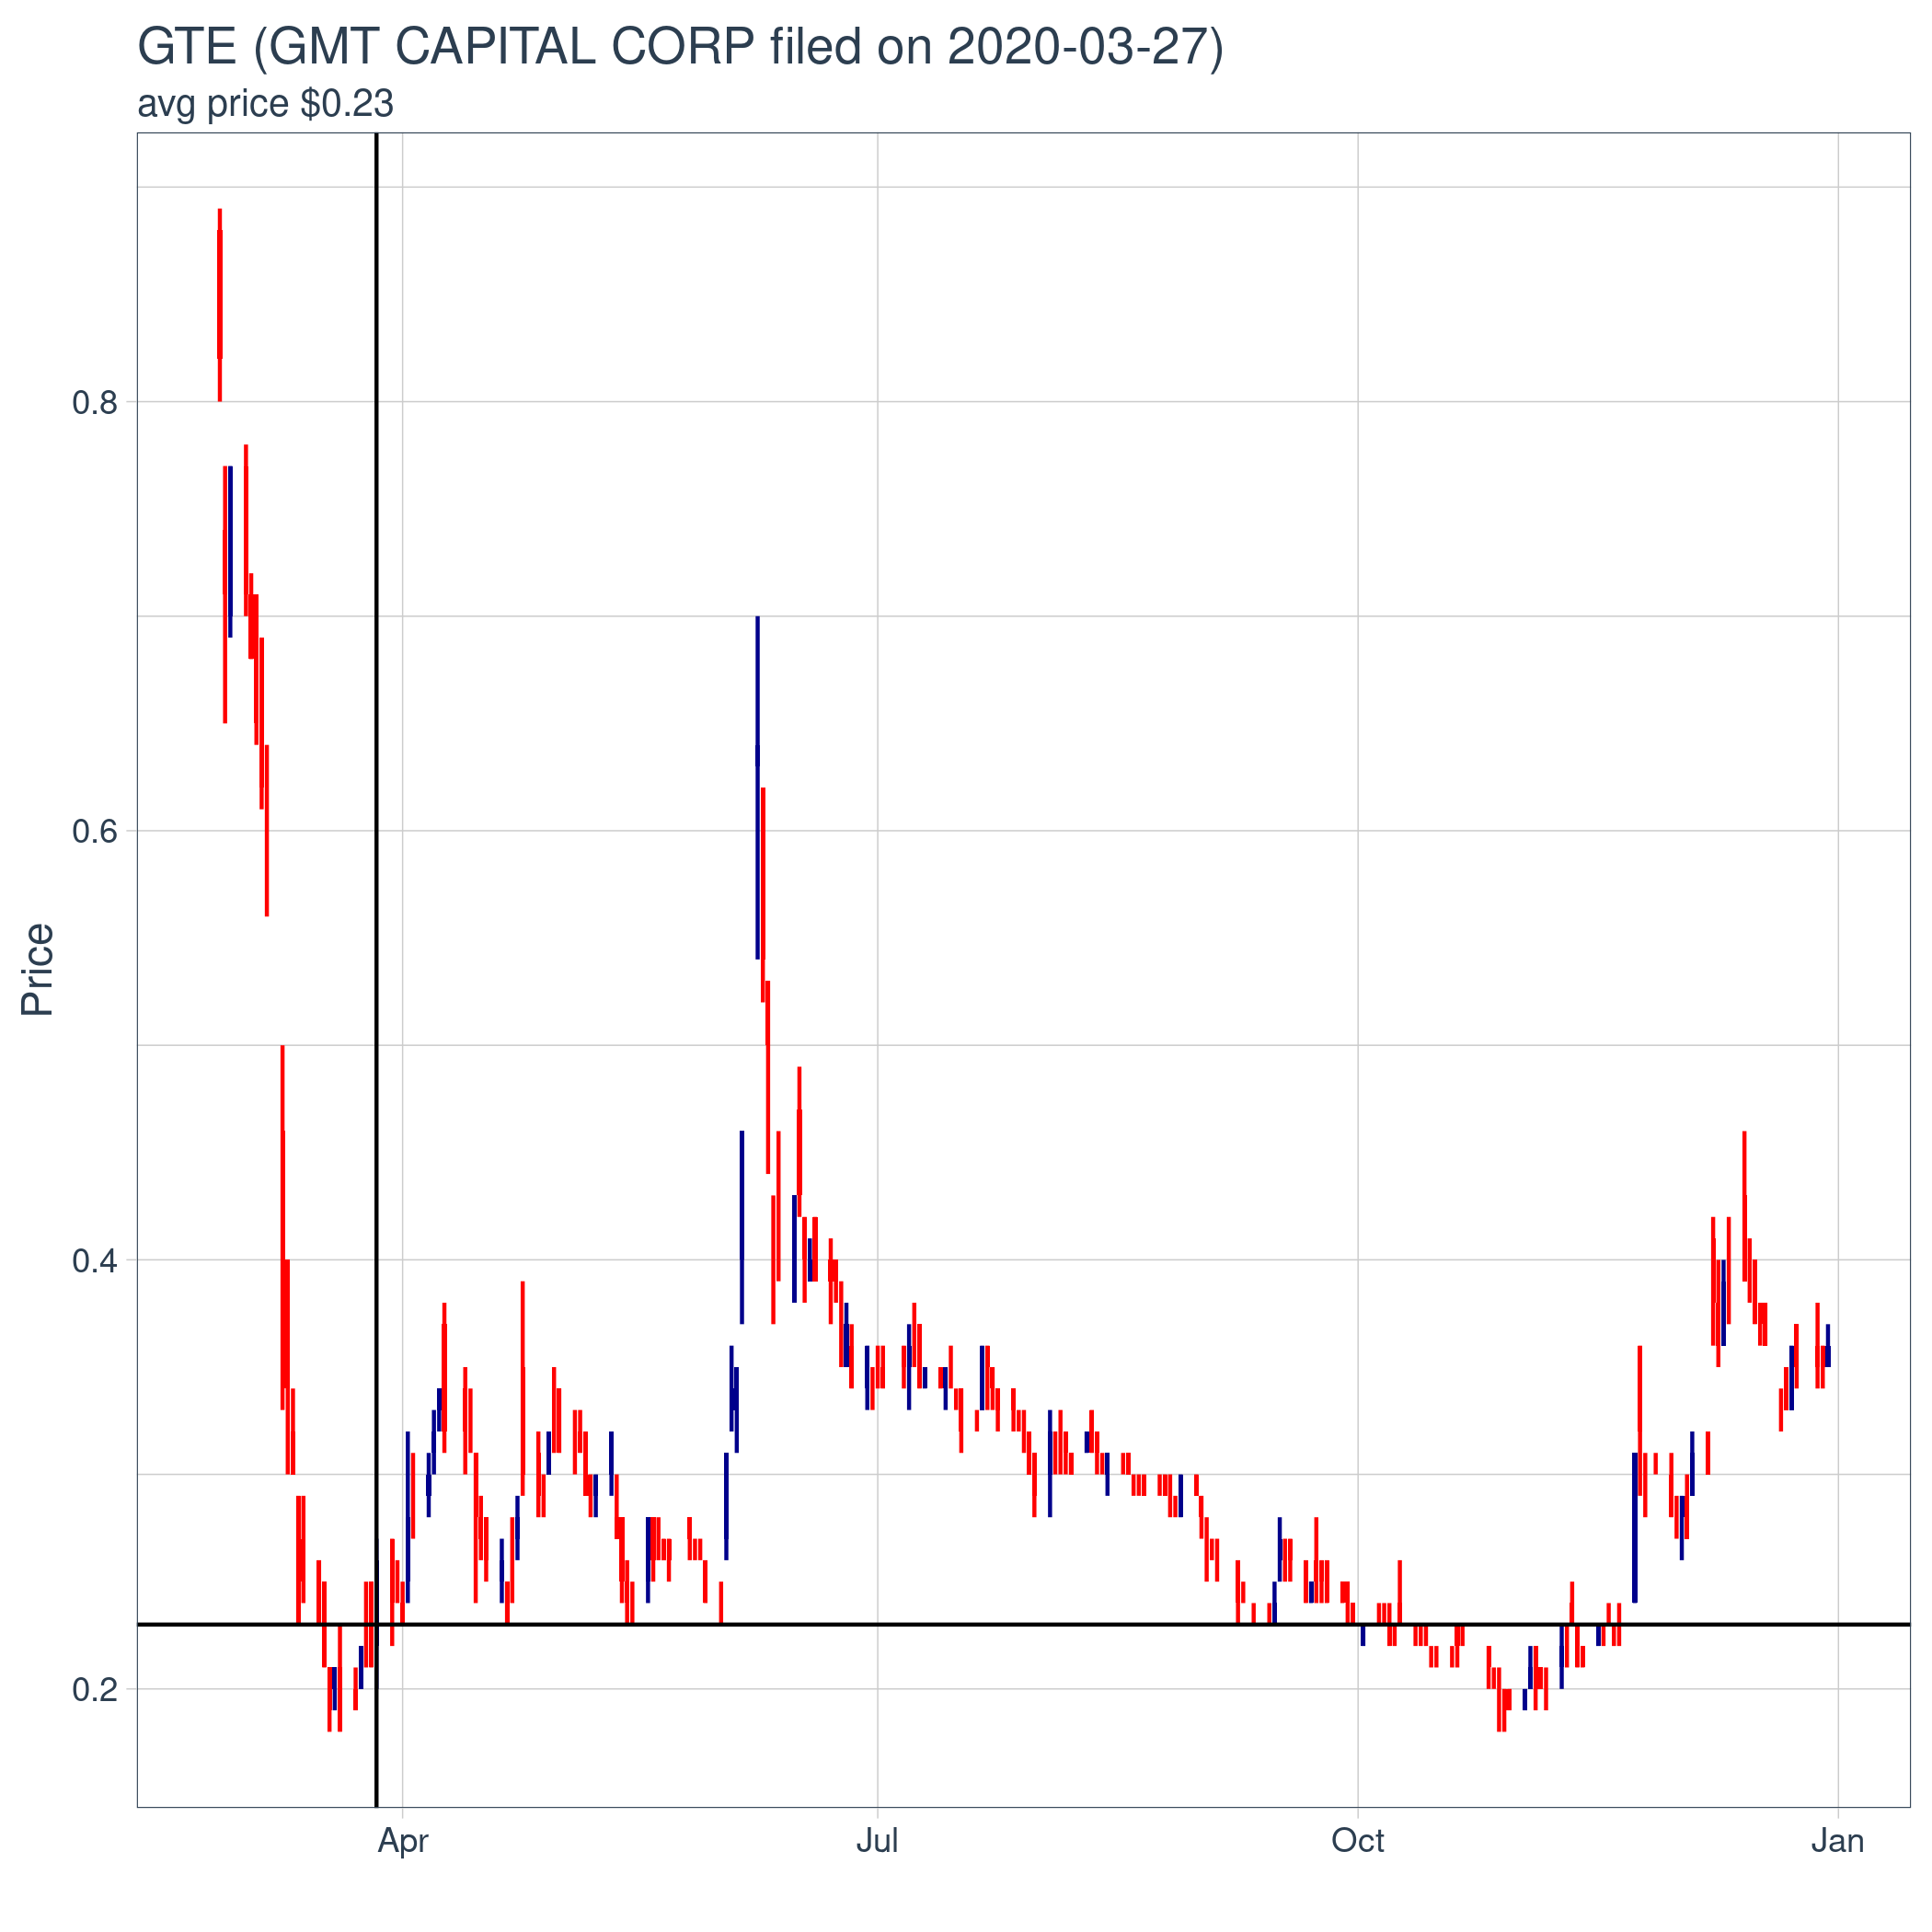 GTE (GMT CAPITAL CORP filed on 2020-03-27)
avg price $0.23
Price
0.8
0.6
0.4
0.2
Apr Jul Oct Jan